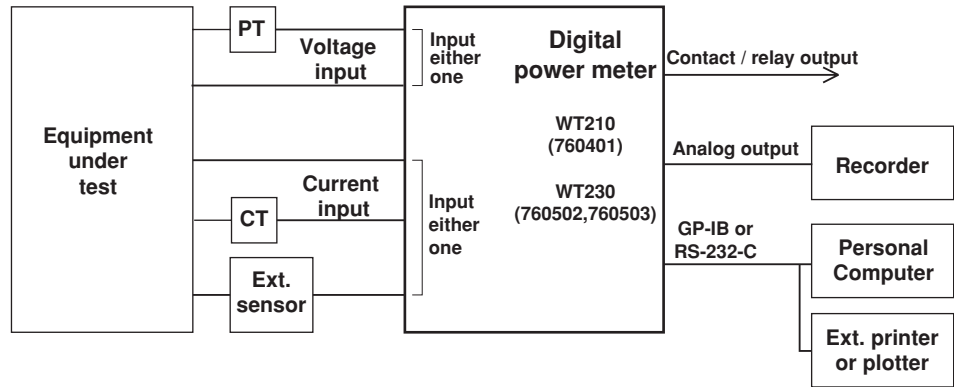 Equipment
under
test
PT
Voltage
input
CT
Current
input
Ext.
sensor
Input
either
one
Input
either
one
Digital
power meter
WT210
(760401)
WT230
(760502,760503)
Contact / relay output
Analog output
Recorder
GP-IB or
RS-232-C
Personal
Computer
Ext. printer
or plotter